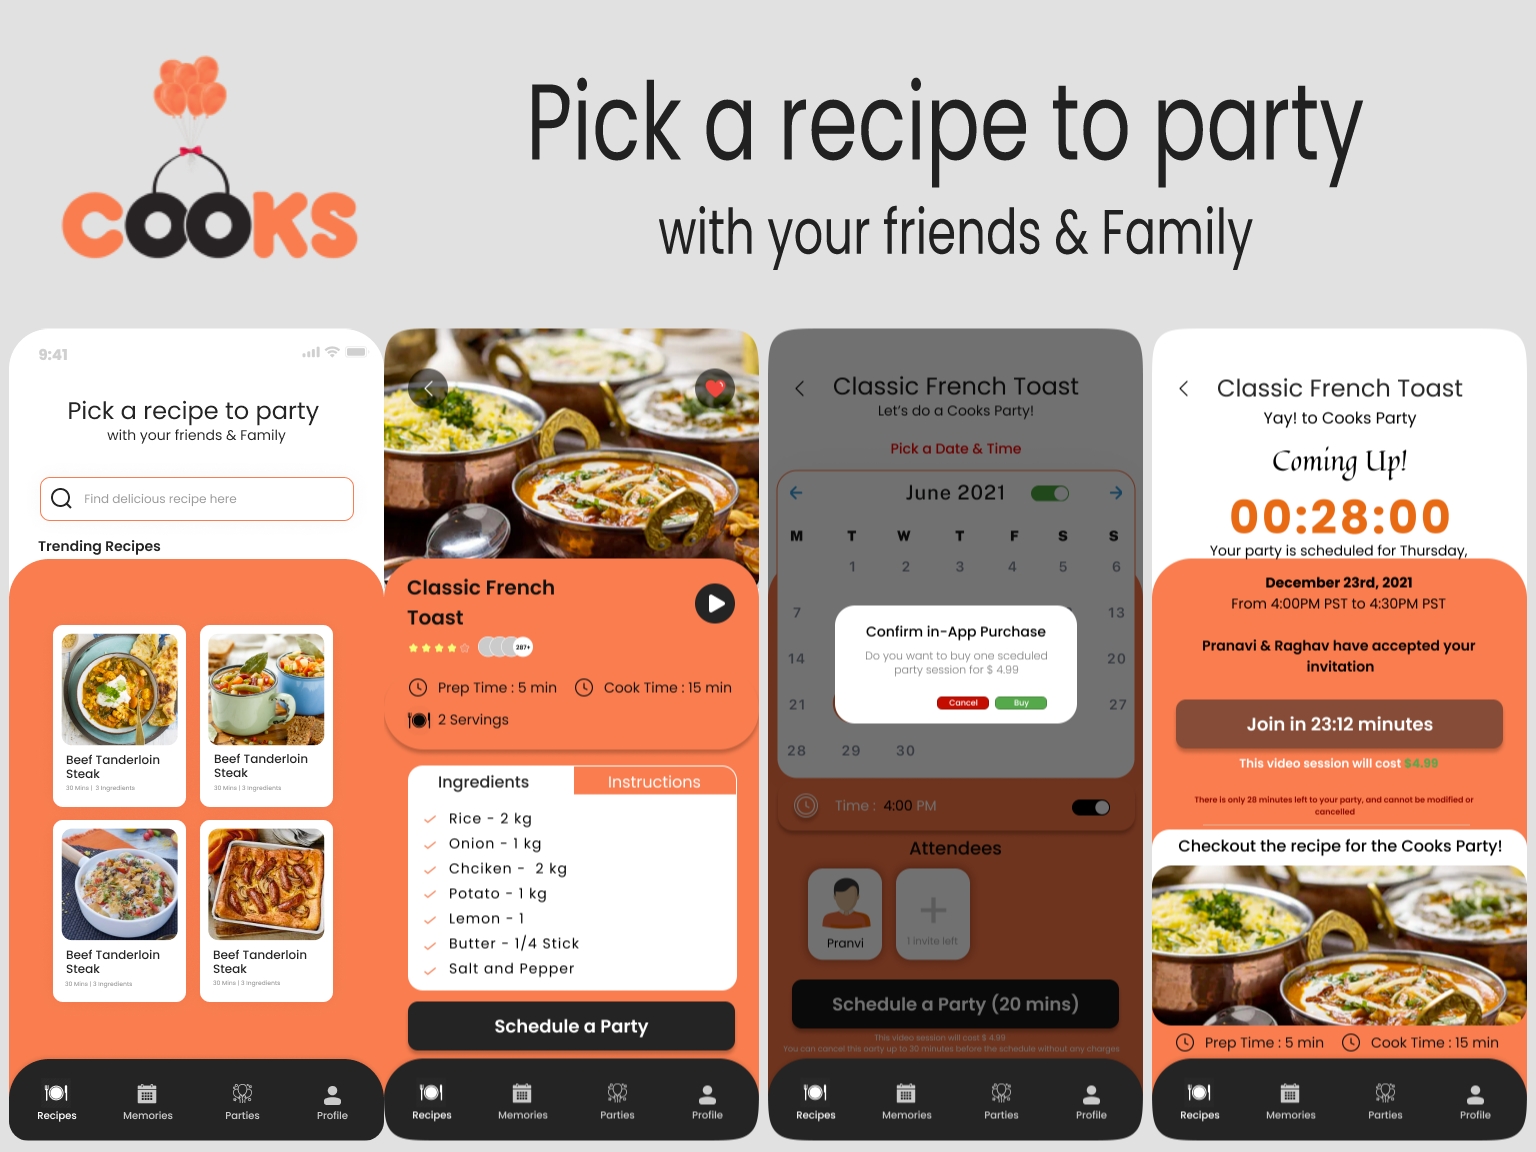 COOKS
Pick a recipe to party
with your friends & Family
9:41
Pick a recipe to party
with your friends & Family
Find delicious recipe here
Trending Recipes
Beef Tanderloin
Steak
30 Mins | 3 Ingredients
Beef Tanderloin
Steak
30 Mins | 3 Ingredients
Beef Tanderloin
Steak
30 Mins | 3 Ingredients
Beef Tanderloin
Steak
30 Mins | 3 Ingredients
Recipes
Memories
Parties
Profile
Classic French
Toast
287+
Prep Time : 5 min
Cook Time : 15 min
2 Servings
Ingredients
Instructions
Rice - 2 kg
Onion - 1 kg
Chciken - 2 kg
Potato - 1 kg
Lemon - 1
Butter - 1/4 Stick
Salt and Pepper
Schedule a Party
Recipes
Memories
Parties
Profile
Classic French Toast
Let's do a Cooks Party!
Pick a Date & Time
June 2021
M T W T F S S
1 2 3 4 5 6
7 13
14 20
21 27
28 29 30
Confirm in-App Purchase
Do you want to buy one sceduled
party session for $ 4.99
Cancel
Buy
Time : 4:00 PM
Attendees
Pranvi
1 invite left
Schedule a Party (20 mins)
This video session will cost $ 4.99
You can cancel this party up to 30 minutes before the schedule without any charges
Recipes
Memories
Parties
Profile
Classic French Toast
Yay! to Cooks Party
Coming Up!
00:28:00
Your party is scheduled for Thursday,
December 23rd, 2021
From 4:00PM PST to 4:30PM PST
Pranavi & Raghav have accepted your
invitation
Join in 23:12 minutes
This video session will cost $4.99
There is only 28 minutes left to your party, and cannot be modified or
cancelled
Checkout the recipe for the Cooks Party!
Prep Time : 5 min
Cook Time : 15 min
Recipes
Memories
Parties
Profile